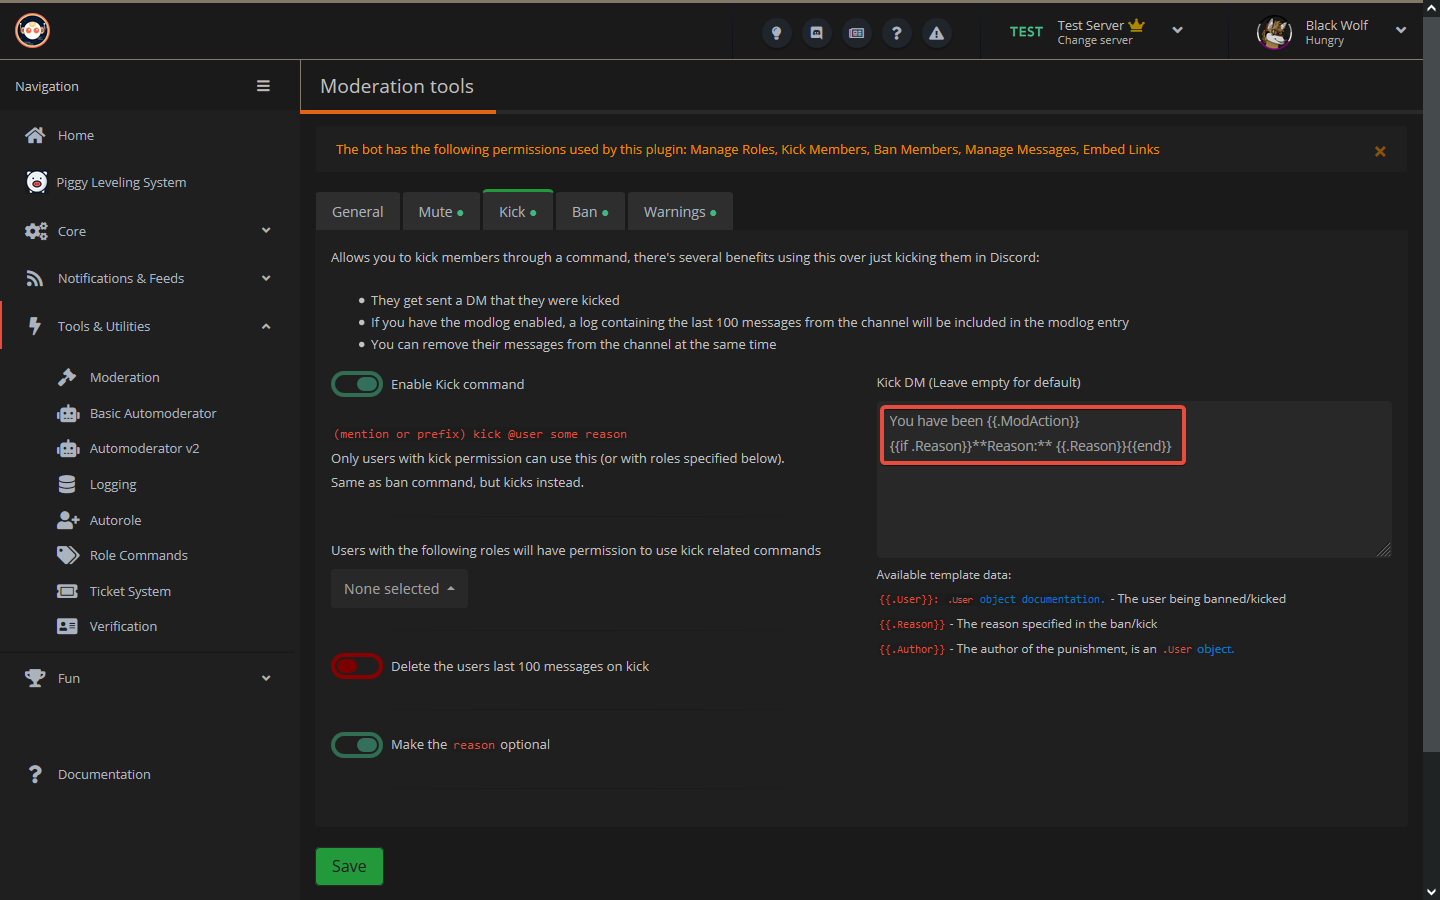 TEST
Test Server
Change server
Black Wolf
Hungry
Navigation
Moderation tools
Home
Piggy Leveling System
Core
Notifications & Feeds
Tools & Utilities
Moderation
Basic Automoderator
Automoderator v2
Logging
Autorole
Role Commands
Ticket System
Verification
Fun
Documentation
The bot has the following permissions used by this plugin: Manage Roles, Kick Members, Ban Members, Manage Messages, Embed Links
General
Mute
Kick
Ban
Warnings
Allows you to kick members through a command, there's several benefits using this over just kicking them in Discord:
They get sent a DM that they were kicked
If you have the modlog enabled, a log containing the last 100 messages from the channel will be included in the modlog entry
You can remove their messages from the channel at the same time
Enable Kick command
(mention or prefix) kick @user some reason
Only users with kick permission can use this (or with roles specified below).
Same as ban command, but kicks instead.
Users with the following roles will have permission to use kick related commands
None selected
Delete the users last 100 messages on kick
Make the reason optional
Kick DM (Leave empty for default)
You have been {{.ModAction}}
{{if .Reason}}**Reason:** {{.Reason}}{{end}}
Available template data:
{{.User}}: .User object documentation. - The user being banned/kicked
{{.Reason}} - The reason specified in the ban/kick
{{.Author}} - The author of the punishment, is an .User object.
Save